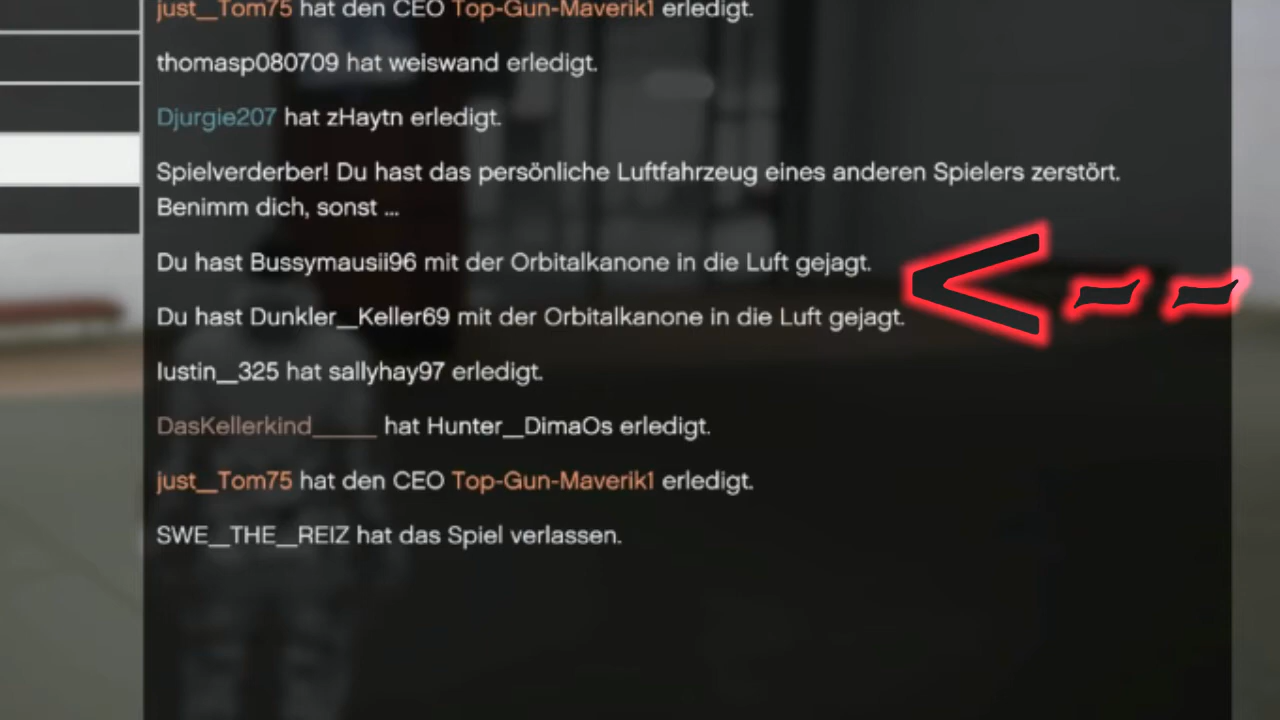 just__Tom75 hat den CEO Top-Gun-Maverik1 erledigt.
thomasp080709 hat weiswand erledigt.
Djurgie207 hat zHaytn erledigt.
Spielverderber! Du hast das persönliche Luftfahrzeug eines anderen Spielers zerstört.
Benimm dich, sonst ...
Du hast Bussymausii96 mit der Orbitalkanone in die Luft gejagt.
Du hast Dunkler__Keller69 mit der Orbitalkanone in die Luft gejagt.
Iustin__325 hat sallyhay97 erledigt.
DasKellerkind_____ hat Hunter__DimaOs erledigt.
just__Tom75 hat den CEO Top-Gun-Maverik1 erledigt.
SWE__THE__REIZ hat das Spiel verlassen.